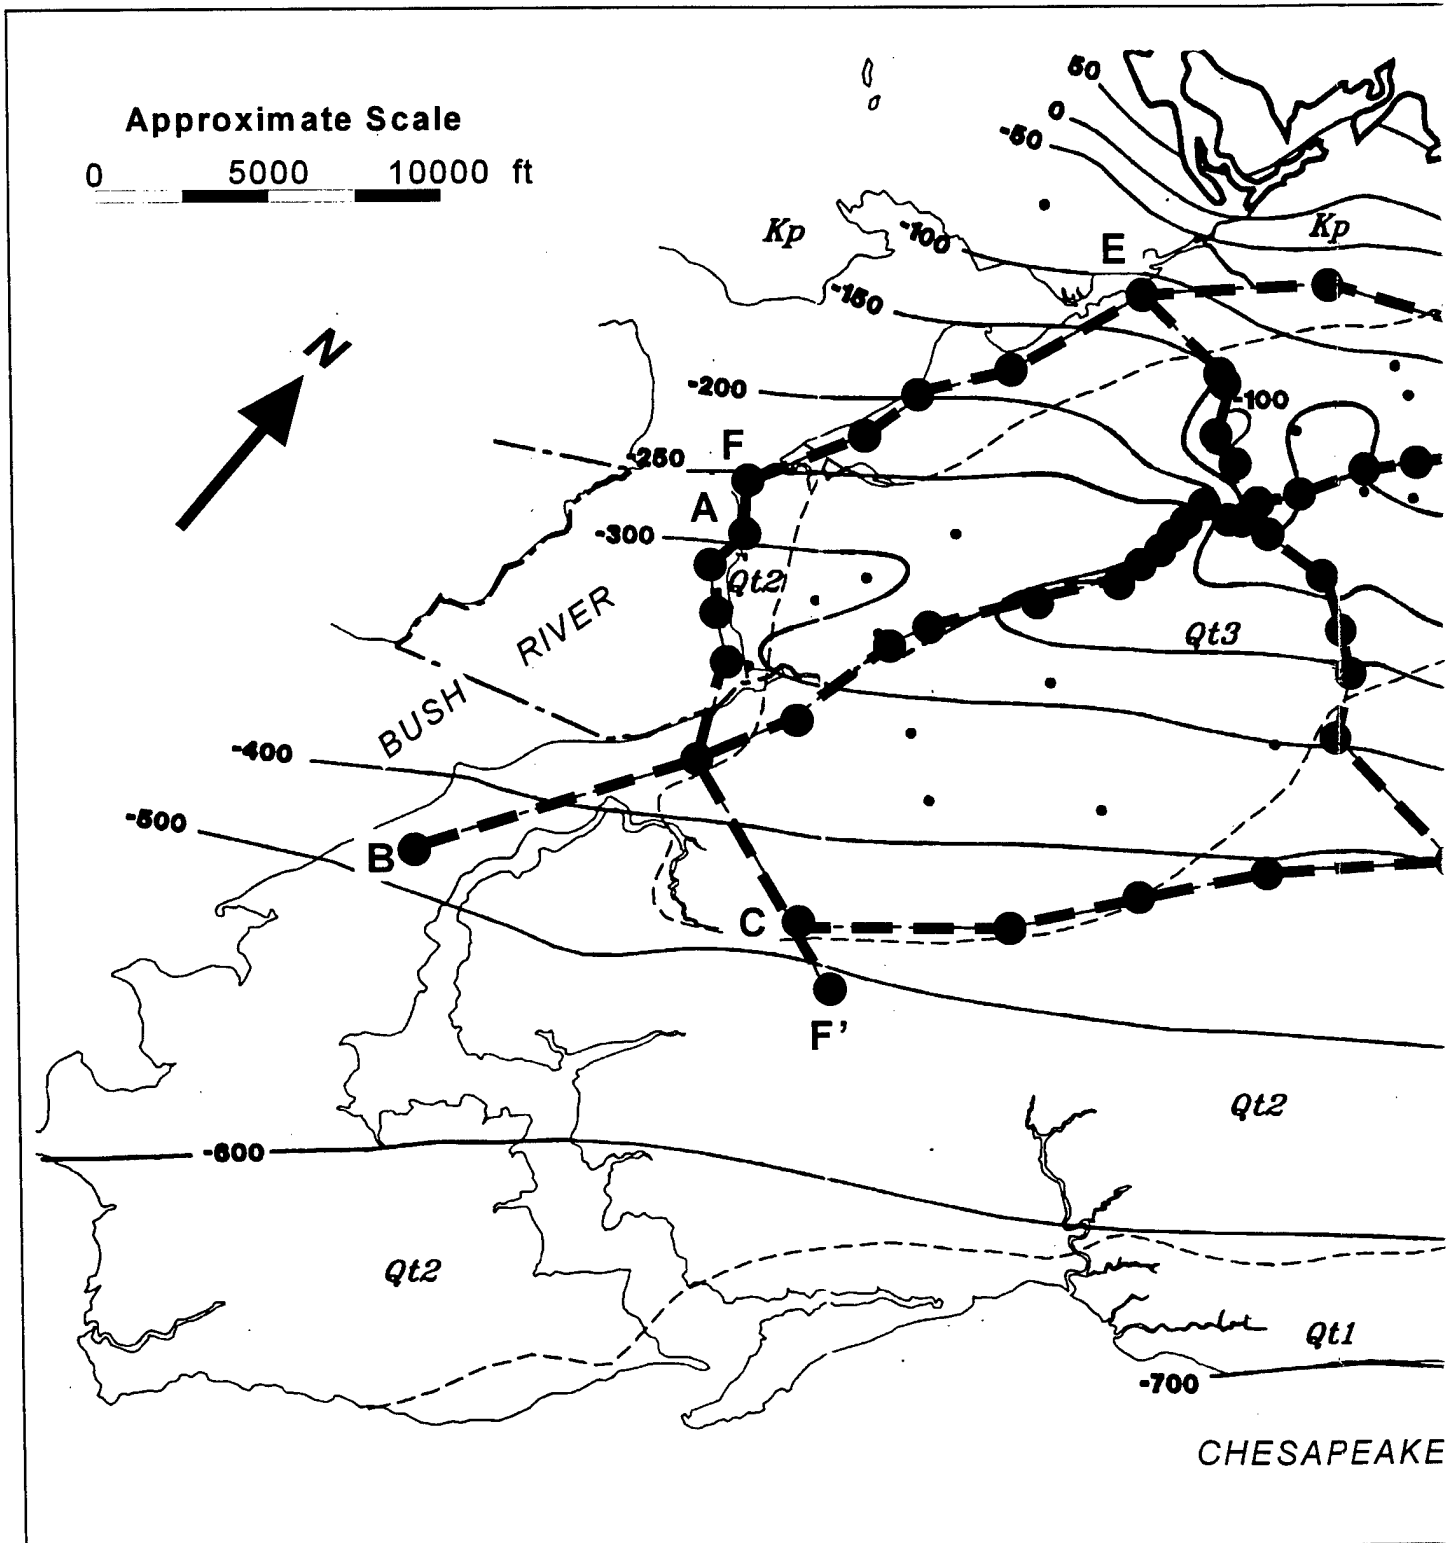 50
0
-50
Approximate Scale
0 5000 10000 ft
Kp
-100
Kp
E
-150
N
-200
-100
F
-250
A
-300
Qt2
RIVER
Qt3
BUSH
-400
-500
B
C
F’
Qt2
-600
Qt2
Qt1
-700
CHESAPEAKE